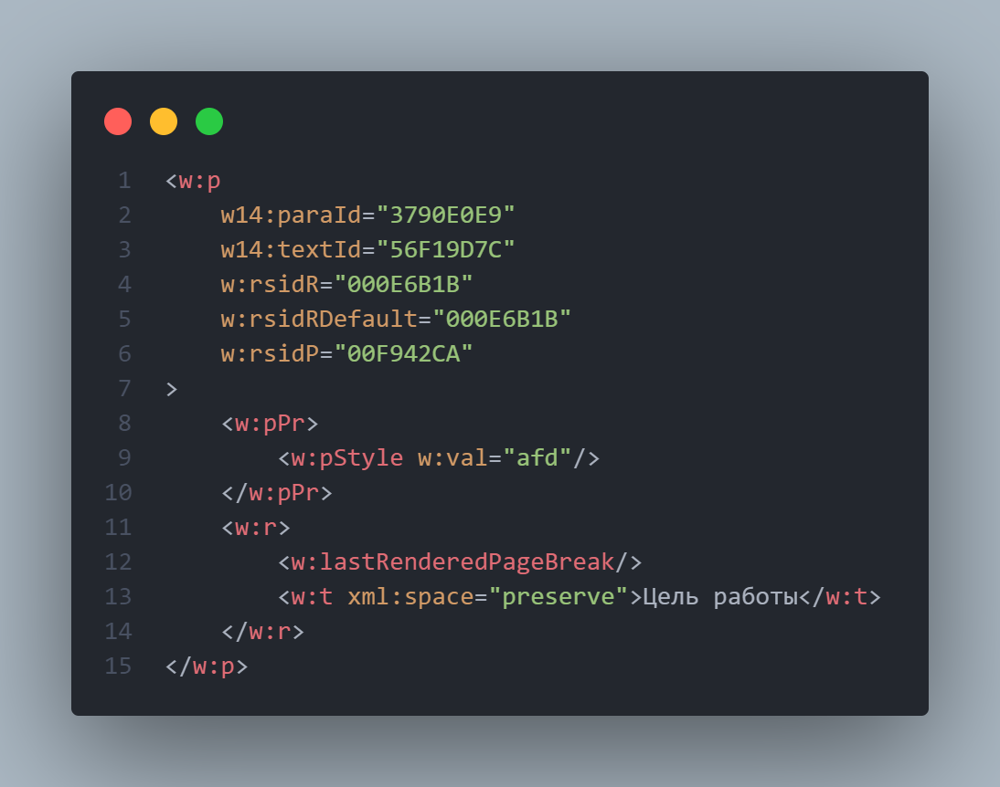 1 <w:p
2 w14:paraId="3790E0E9"
3 w14:textId="56F19D7C"
4 w:rsidR="000E6B1B"
5 w:rsidRDefault="000E6B1B"
6 w:rsidP="00F942CA"
7 >
8 <w:pPr>
9 <w:pStyle w:val="afd"/>
10 </w:pPr>
11 <w:r>
12 <w:lastRenderedPageBreak/>
13 <w:t xml:space="preserve">Цель работы</w:t>
14 </w:r>
15 </w:p>